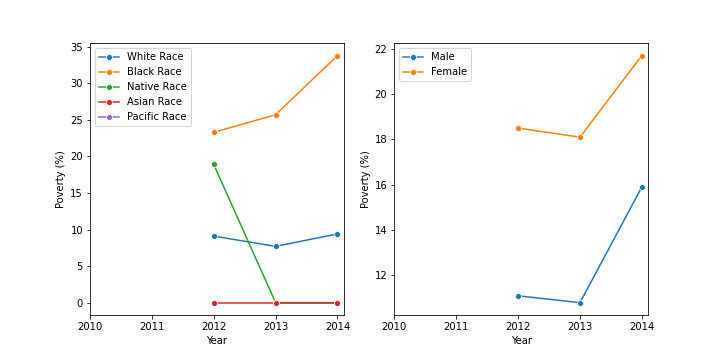 35
30
25
20
15
10
5
0
Poverty (%)
White Race
Black Race
Native Race
Asian Race
Pacific Race
2010 2011 2012 2013 2014
Year
22
20
18
16
14
12
Poverty (%)
Male
Female
2010 2011 2012 2013 2014
Year